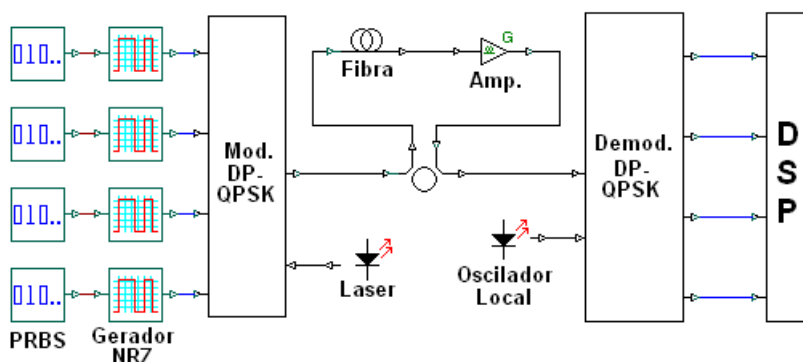 010..
010..
010..
010..
PRBS
Gerador
NRZ
Mod.
DP-
QPSK
Fibra
G
Amp.
Laser
Oscilador
Local
Demod.
DP-
QPSK
D
S
P